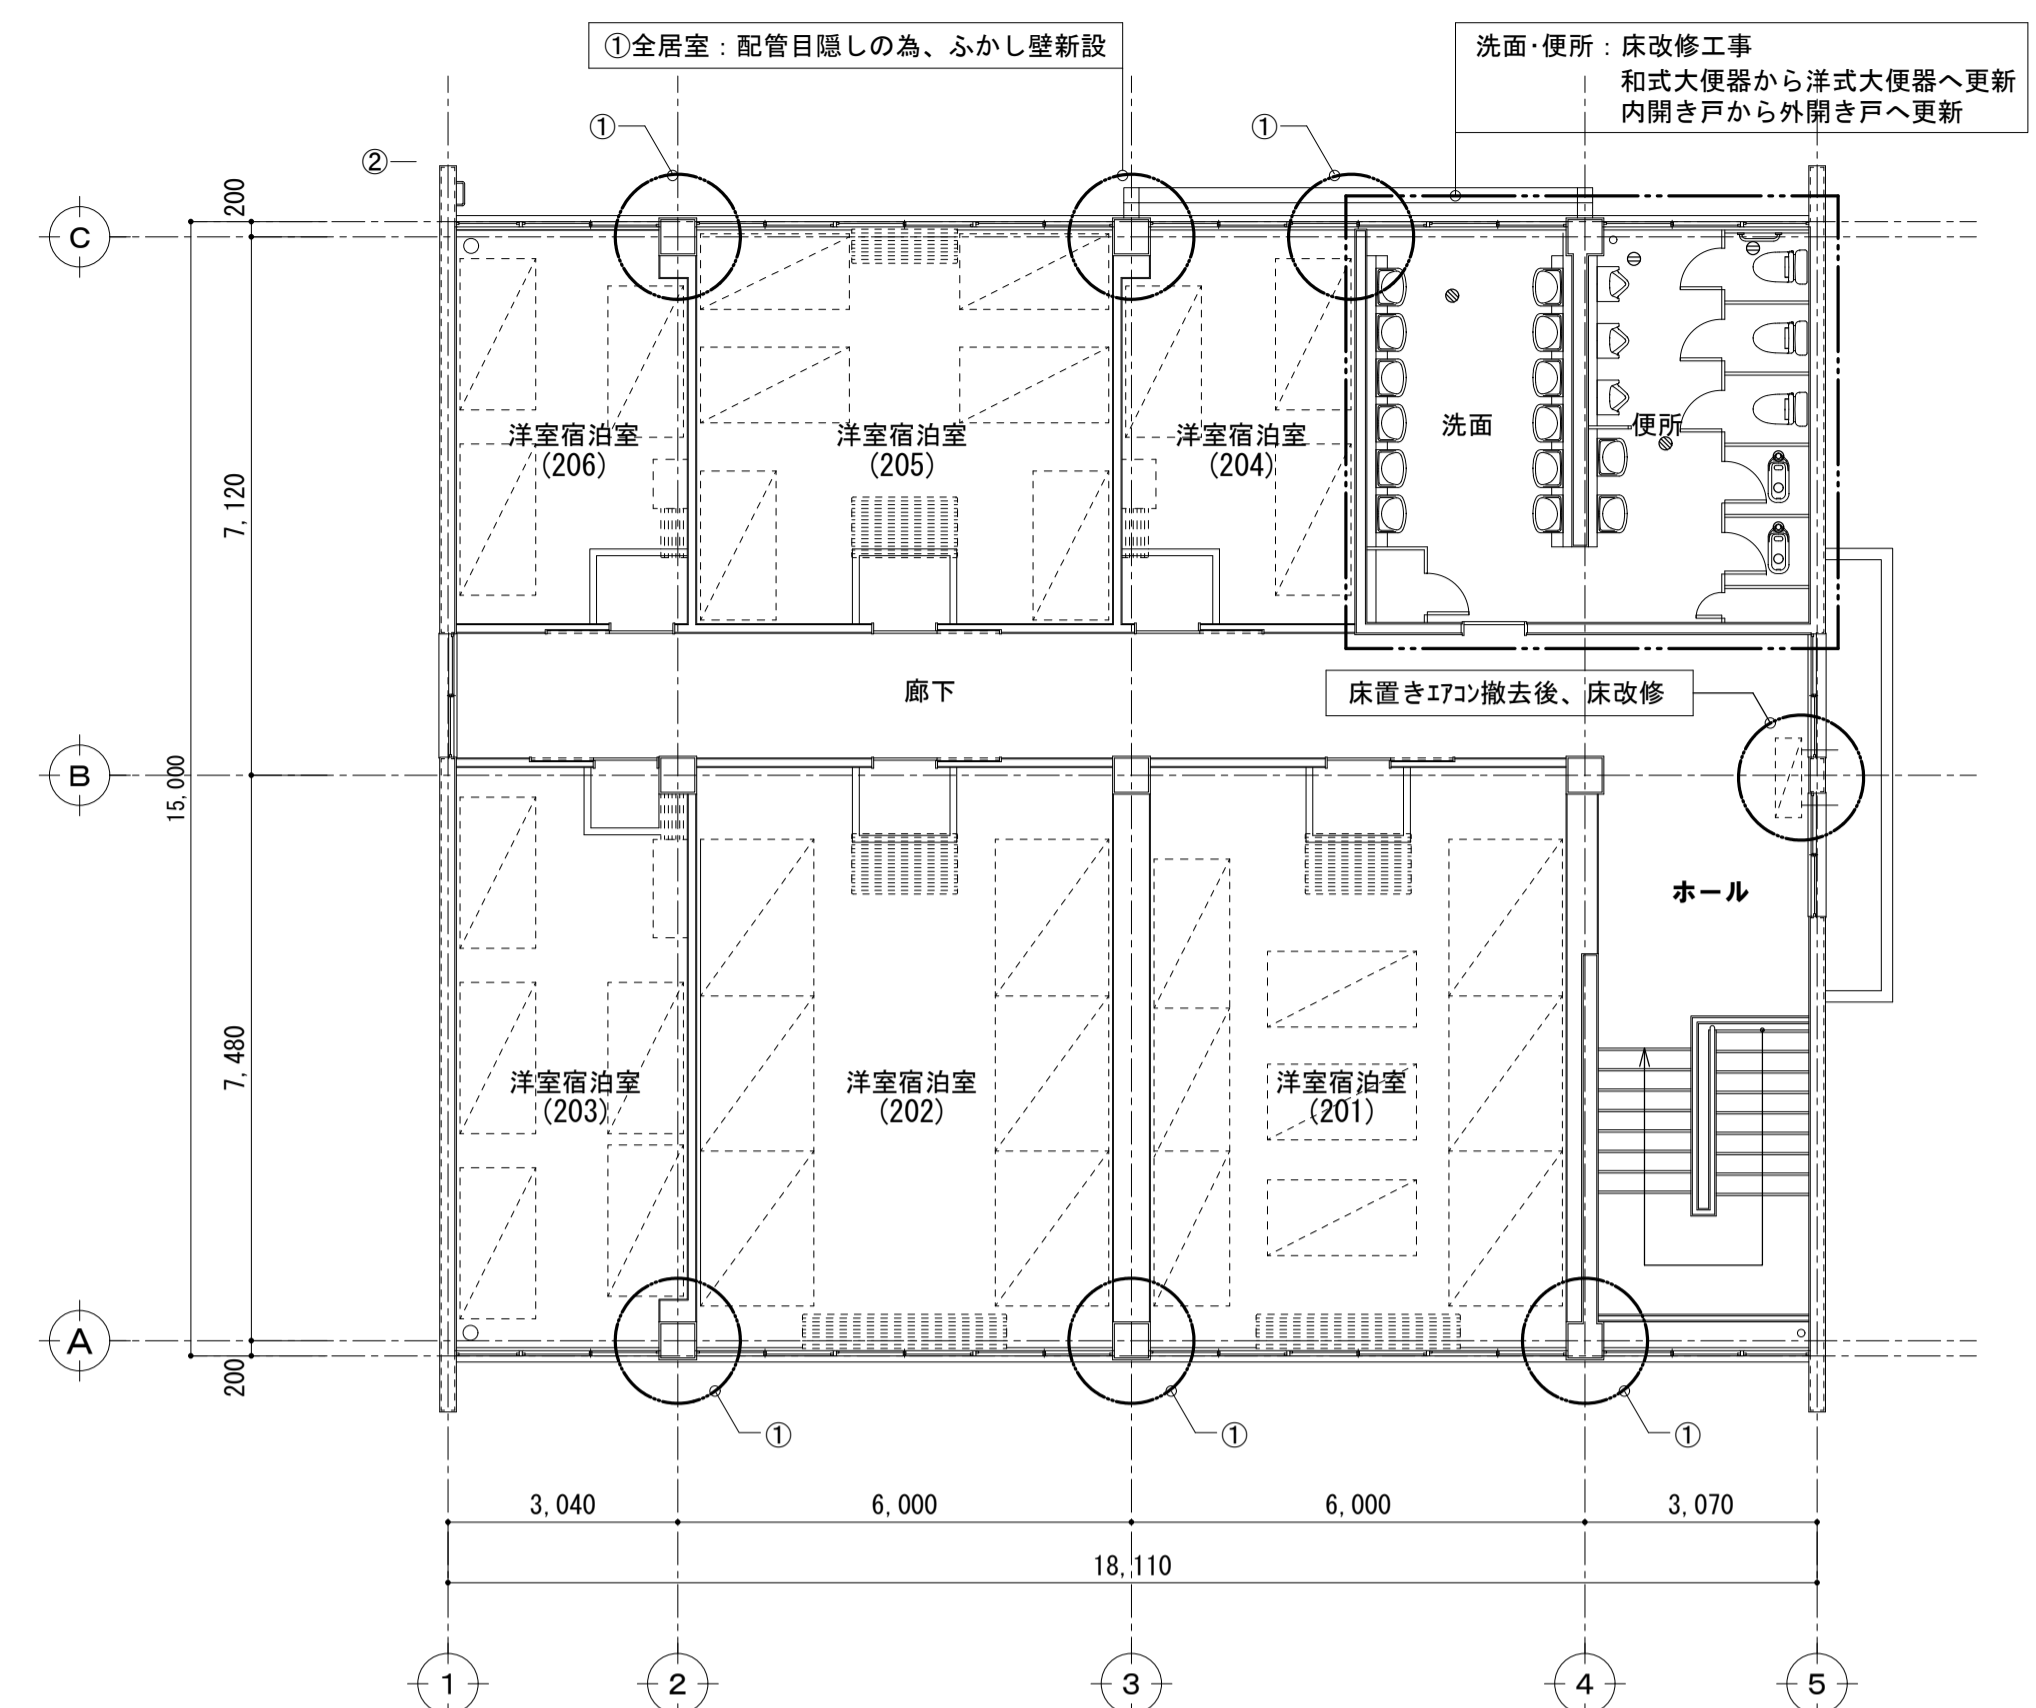 ①全居室：配管目隠しの為、ふかし壁新設
洗面・便所：床改修工事
和式大便器から洋式大便器へ更新
内開き戸から外開き戸へ更新
①
①
②
200
C
洗面
便所
洋室宿泊室
(206)
洋室宿泊室
(205)
洋室宿泊室
(204)
7,120
廊下
床置きｴｱｺﾝ撤去後、床改修
B
15,000
ホール
7,480
洋室宿泊室
(203)
洋室宿泊室
(202)
洋室宿泊室
(201)
A
200
①
①
①
3,040
6,000
6,000
3,070
18,110
1
2
3
4
5